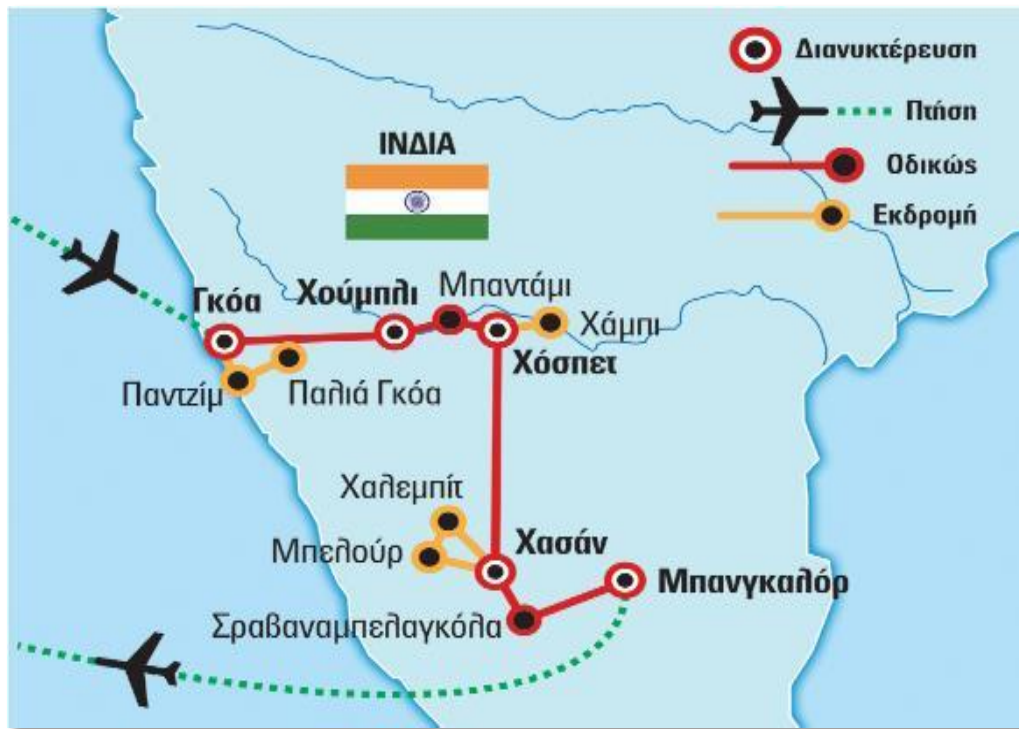 Διανυκτέρευση
Πτήση
ΙΝΔΙΑ
Οδικώς
Εκδρομή
Γκόα
Χούμπλι
Μπαντάμι
Χάμπι
Χόσπετ
Παντζίμ
Παλιά Γκόα
Χαλεμπίτ
Μπελούρ
Χασάν
Μπανγκαλόρ
Σραβαναμπελαγκόλα